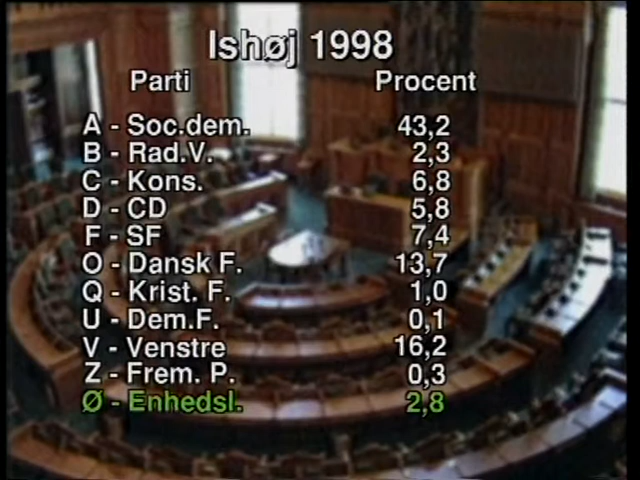 Ishøj 1998
Parti Procent
A - Soc.dem. 43,2
B - Rad.V. 2,3
C - Kons. 6,8
D - CD 5,8
F - SF 7,4
O - Dansk F. 13,7
Q - Krist. F. 1,0
U - Dem.F. 0,1
V - Venstre 16,2
Z - Frem. P. 0,3
Ø - Enhedsl. 2,8